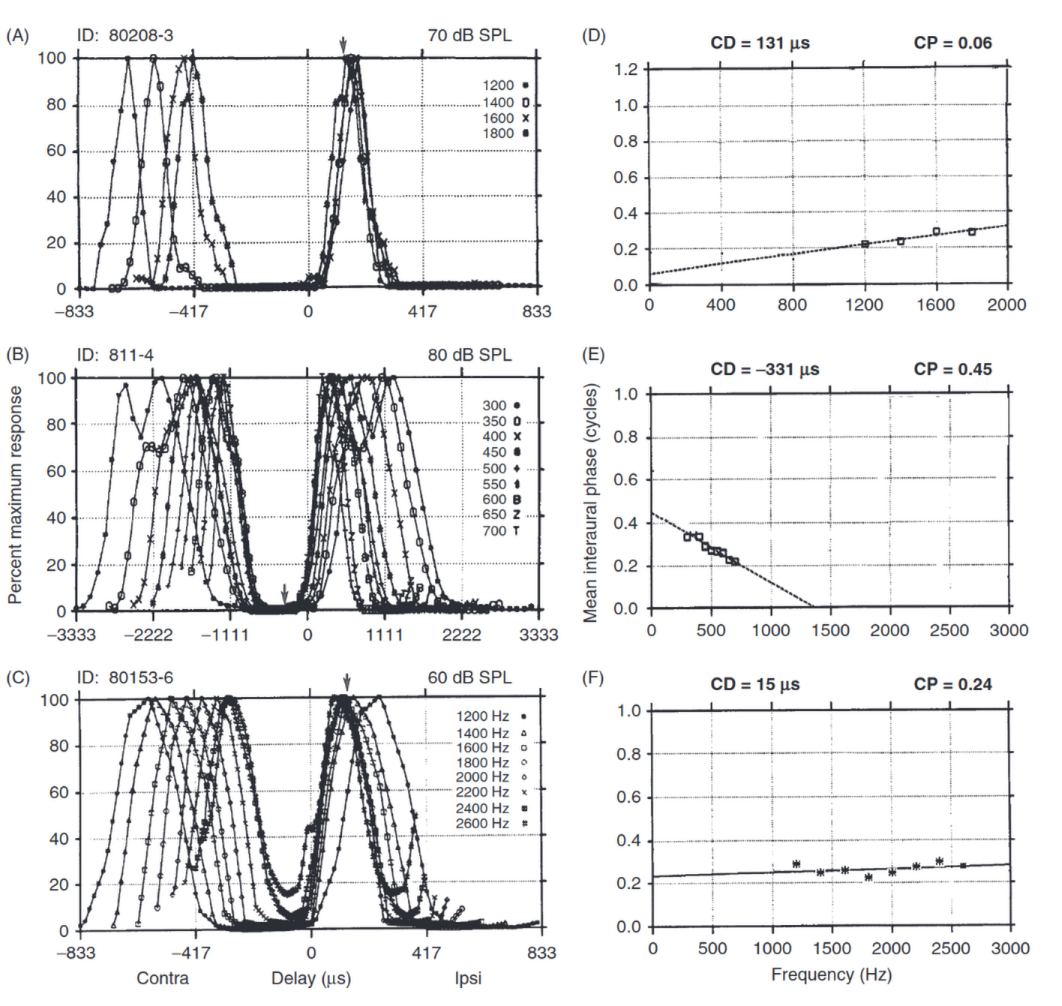 (A) ID: 80208-3 70 dB SPL
100
80
60
40
20
0
1200
1400
1600
1800
−833 −417 0 417 833
(B) ID: 811-4 80 dB SPL
Percent maximum response
100
80
60
40
20
0
300
350
400
450
500
550
600 B
650 Z
700 T
−3333 −2222 −1111 0 1111 2222 3333
(C) ID: 80153-6 60 dB SPL
100
80
60
40
20
0
1200 Hz
1400 Hz
1600 Hz
1800 Hz
2000 Hz
2200 Hz
2400 Hz
2600 Hz
−833 −417 0 417 833
Contra Delay (μs) Ipsi
(D) CD = 131 μs CP = 0.06
1.2
1.0
0.8
0.6
0.4
0.2
0.0
0 400 800 1200 1600 2000
(E) CD = −331 μs CP = 0.45
Mean interaural phase (cycles)
1.0
0.8
0.6
0.4
0.2
0.0
0 500 1000 1500 2000 2500 3000
(F) CD = 15 μs CP = 0.24
1.0
0.8
0.6
0.4
0.2
0.0
0 500 1000 1500 2000 2500 3000
Frequency (Hz)